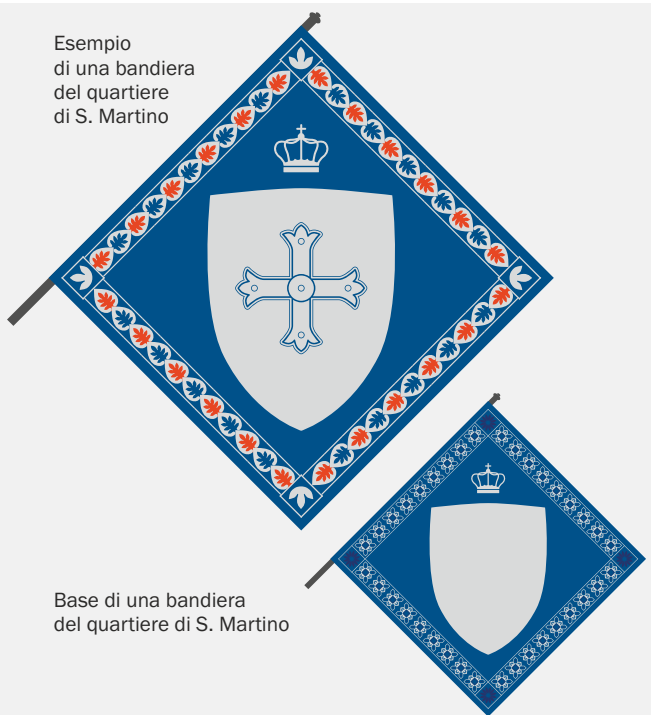 Esempio
di una bandiera
del quartiere
di S. Martino
Base di una bandiera
del quartiere di S. Martino